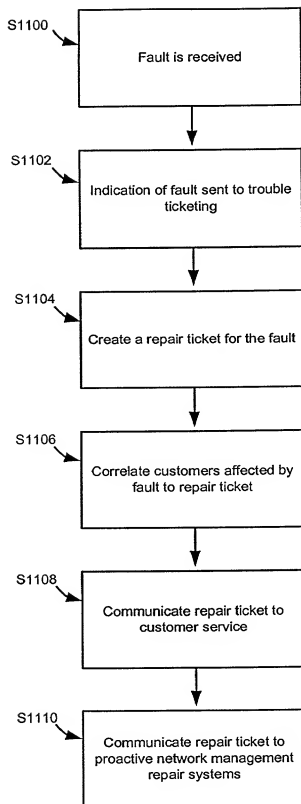 S1100
Fault is received
S1102
Indication of fault sent to trouble
ticketing
S1104
Create a repair ticket for the fault
S1106
Correlate customers affected by
fault to repair ticket
S1108
Communicate repair ticket to
customer service
S1110
Communicate repair ticket to
proactive network management
repair systems